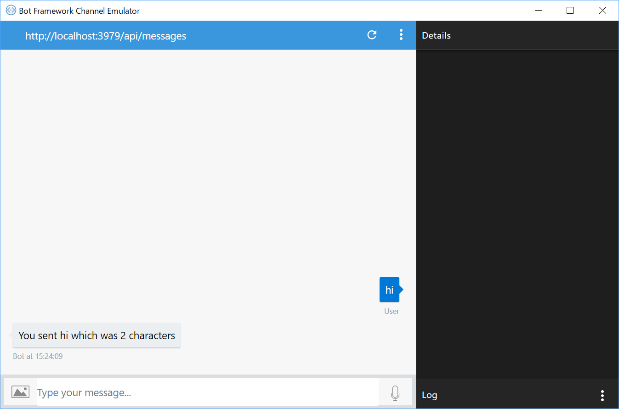 Bot Framework Channel Emulator
http://localhost:3979/api/messages
Details
hi
User
You sent hi which was 2 characters
Bot at 15:24:09
Type your message...
Log